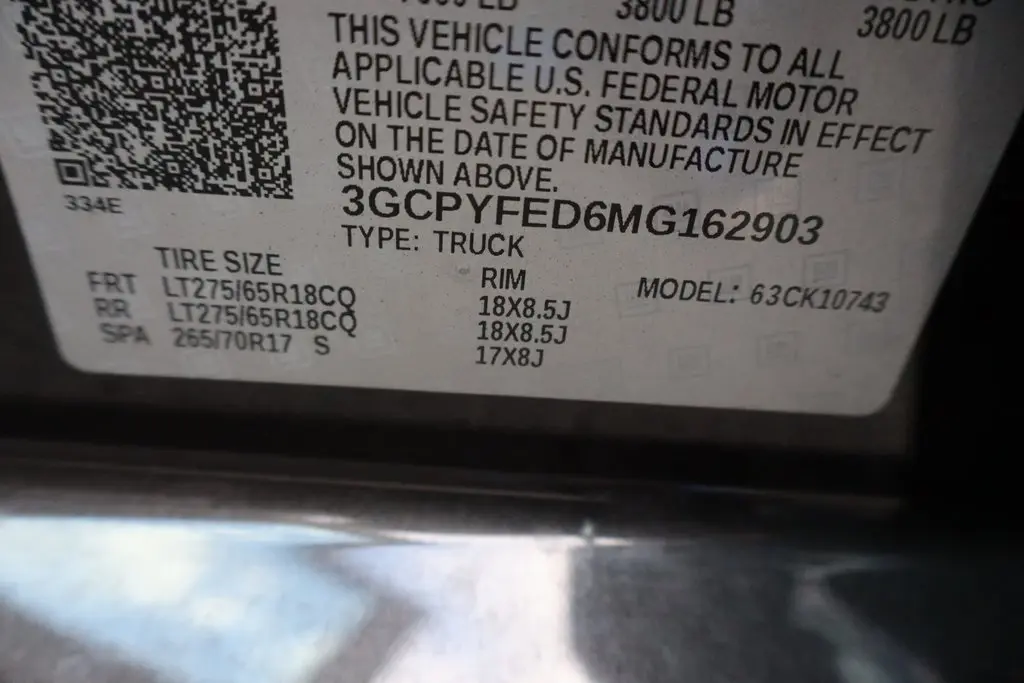 3800 LB
3800 LB
THIS VEHICLE CONFORMS TO ALL
APPLICABLE U.S. FEDERAL MOTOR
VEHICLE SAFETY STANDARDS IN EFFECT
ON THE DATE OF MANUFACTURE
SHOWN ABOVE.
3GCPYFED6MG162903
334E
TYPE: TRUCK
TIRE SIZE RIM MODEL: 63CK10743
FRT LT275/65R18CQ 18X8.5J
RR LT275/65R18CQ 18X8.5J
SPA 265/70R17 S 17X8J